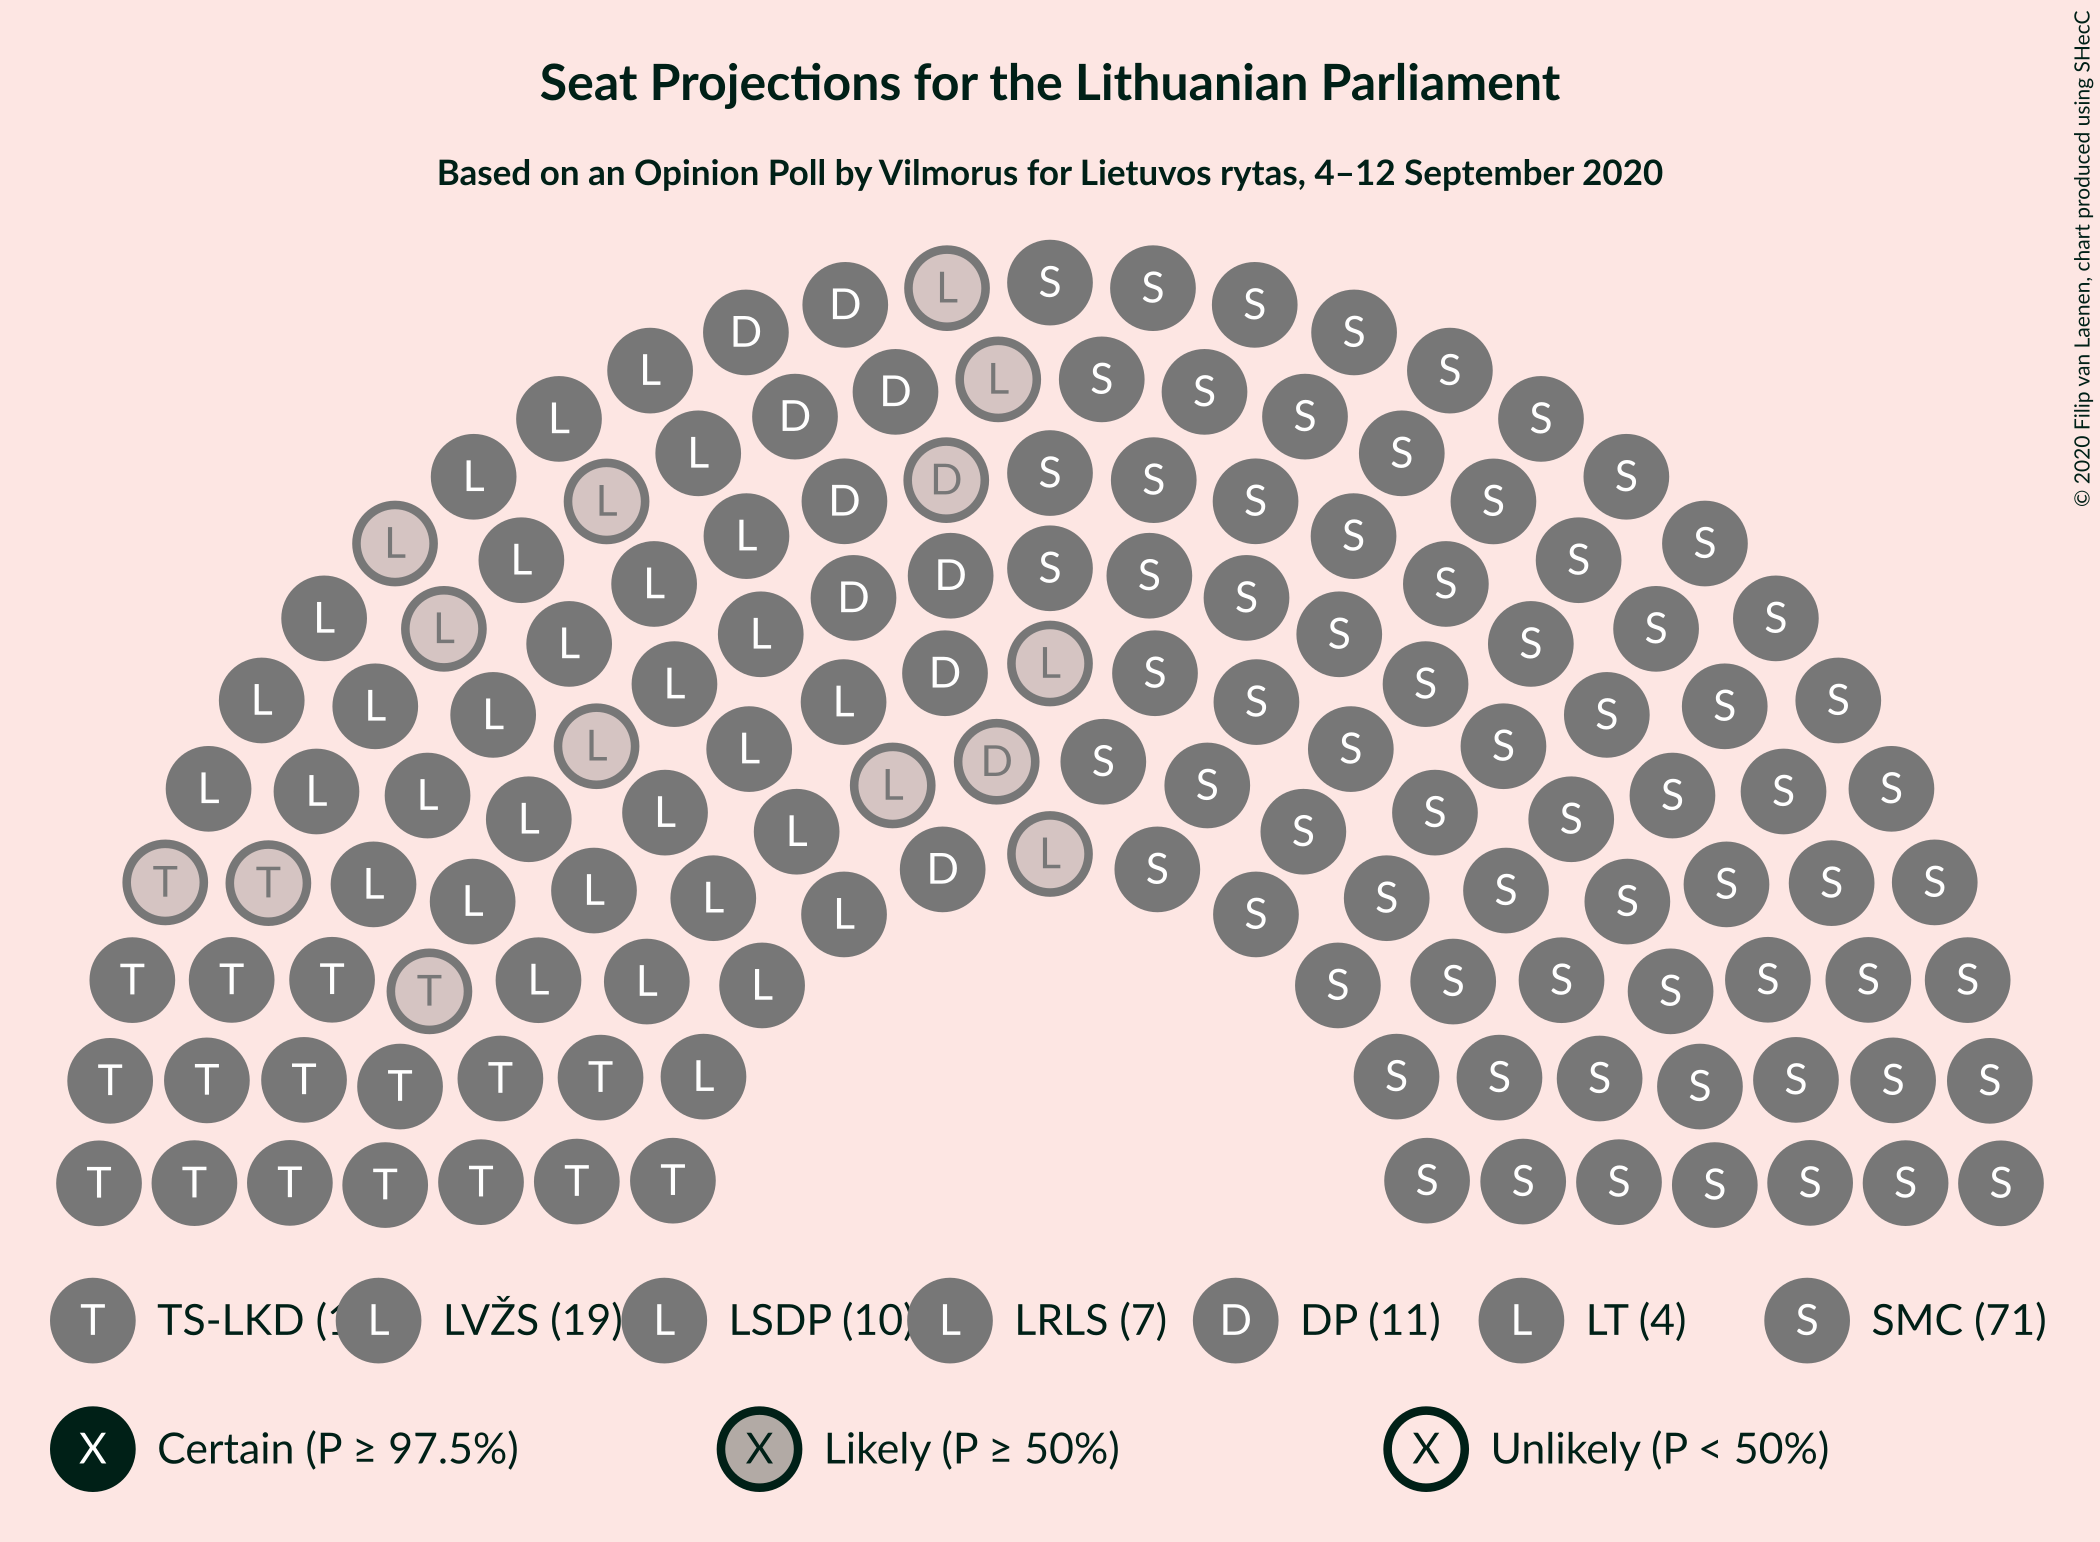 Seat Projections for the Lithuanian Parliament
Based on an Opinion Poll by Vilmorus for Lietuvos rytas, 4–12 September 2020
© 2020 Filip van Laenen, chart produced using SHecC
D L S S S
D S
L D L S S S
L D S S
L L D S S S S
L D S S
L L L S S S
L D D S S S S
L L L L S S S S
L D L S S
L L L L S S S S
L L D S S S
L L L L S S S S
L L L S S S
T T L L L L L D L S S S S S S S S
T T T T L L L S S S S S S S
T T T T T T L S S S S S S S
T T T T T T T S S S S S S S
T TS-LKD L LVŽS (19) L LSDP (10) L LRLS (7) D DP (11) L LT (4) S SMC (71)
X Certain (P ≥ 97.5%) X Likely (P ≥ 50%) X Unlikely (P < 50%)